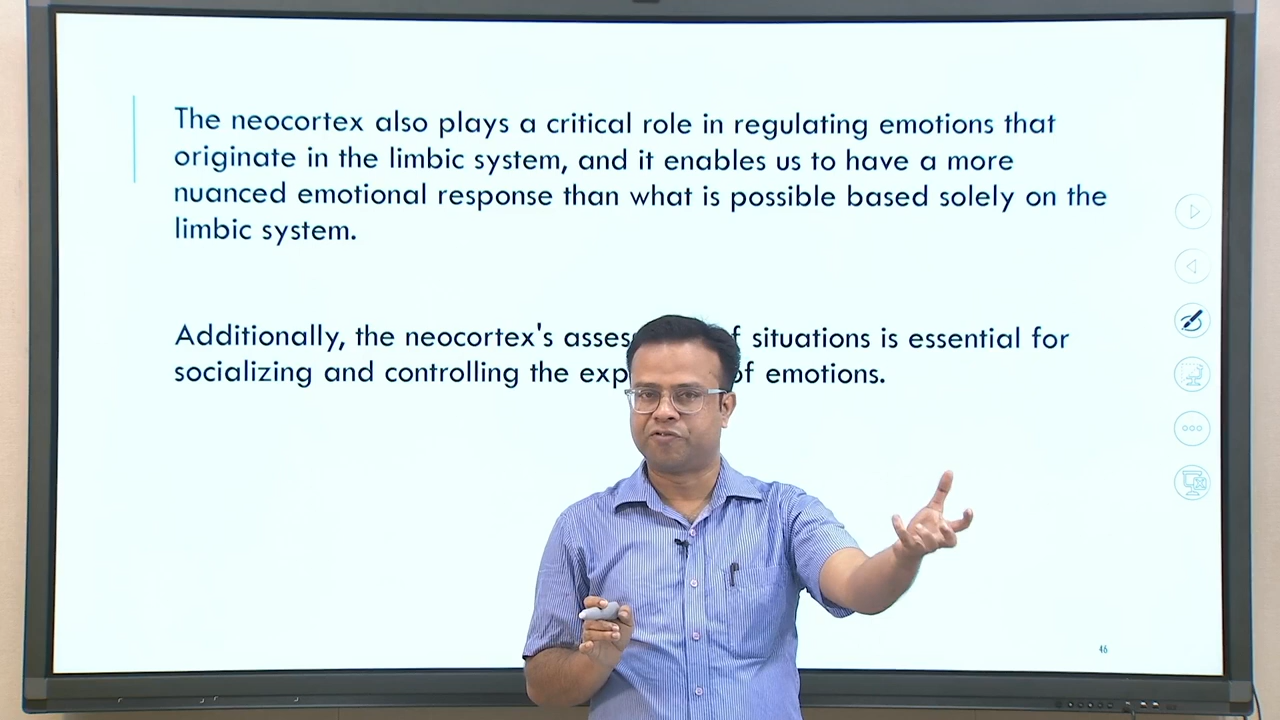 The neocortex also plays a critical role in regulating emotions that
originate in the limbic system, and it enables us to have a more
nuanced emotional response than what is possible based solely on the
limbic system.
Additionally, the neocortex's situations is essential for
socializing and controlling the of emotions.
46